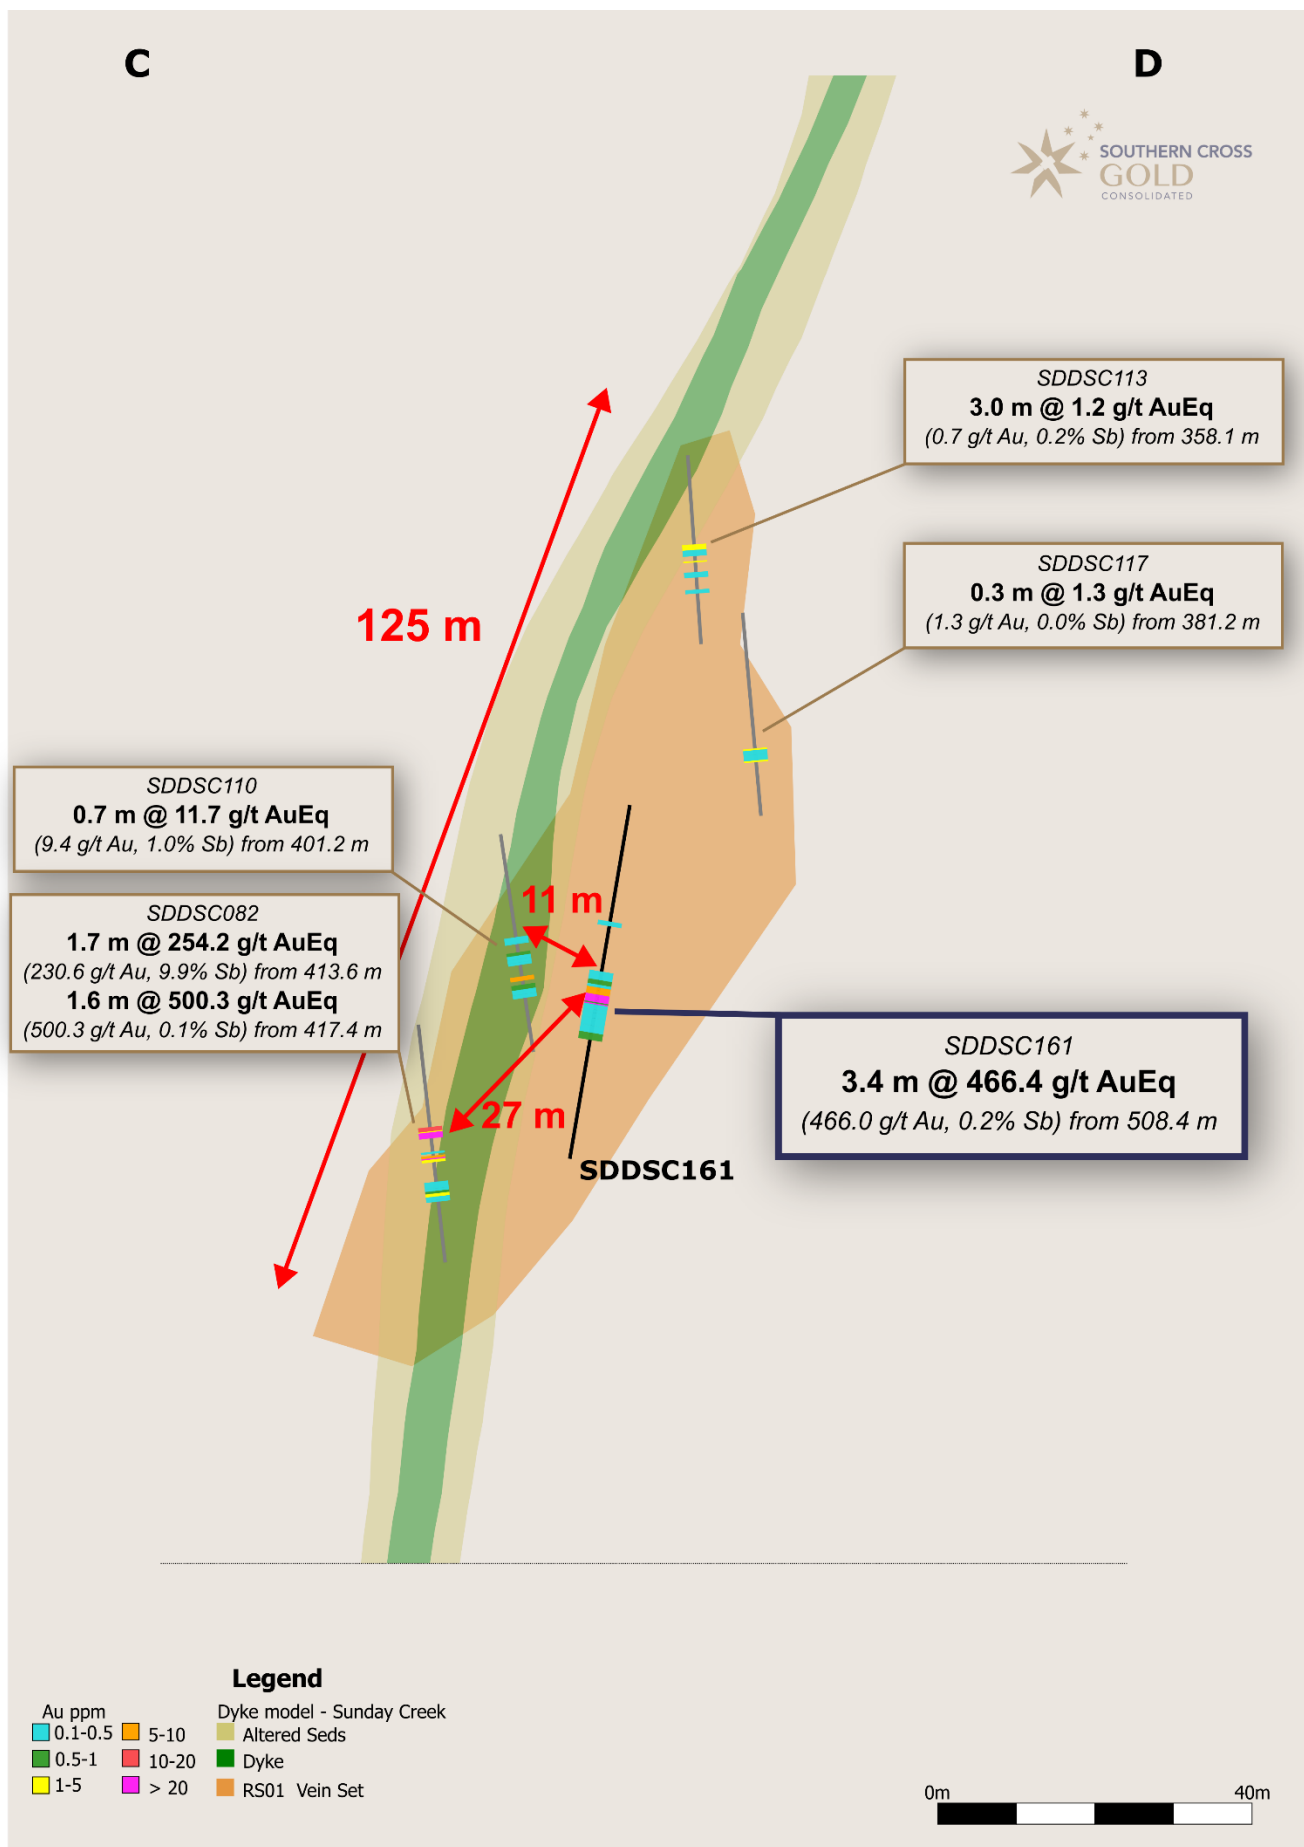 C
D
SOUTHERN CROSS
GOLD
CONSOLIDATED
SDDSC113
3.0 m @ 1.2 g/t AuEq
(0.7 g/t Au, 0.2% Sb) from 358.1 m
SDDSC117
0.3 m @ 1.3 g/t AuEq
(1.3 g/t Au, 0.0% Sb) from 381.2 m
125 m
SDDSC110
0.7 m @ 11.7 g/t AuEq
(9.4 g/t Au, 1.0% Sb) from 401.2 m
SDDSC082
1.7 m @ 254.2 g/t AuEq
(230.6 g/t Au, 9.9% Sb) from 413.6 m
1.6 m @ 500.3 g/t AuEq
(500.3 g/t Au, 0.1% Sb) from 417.4 m
11 m
27 m
SDDSC161
3.4 m @ 466.4 g/t AuEq
(466.0 g/t Au, 0.2% Sb) from 508.4 m
SDDSC161
Legend
Au ppm
0.1-0.5
0.5-1
1-5
5-10
10-20
> 20
Dyke model - Sunday Creek
Altered Seds
Dyke
RS01 Vein Set
0m
40m